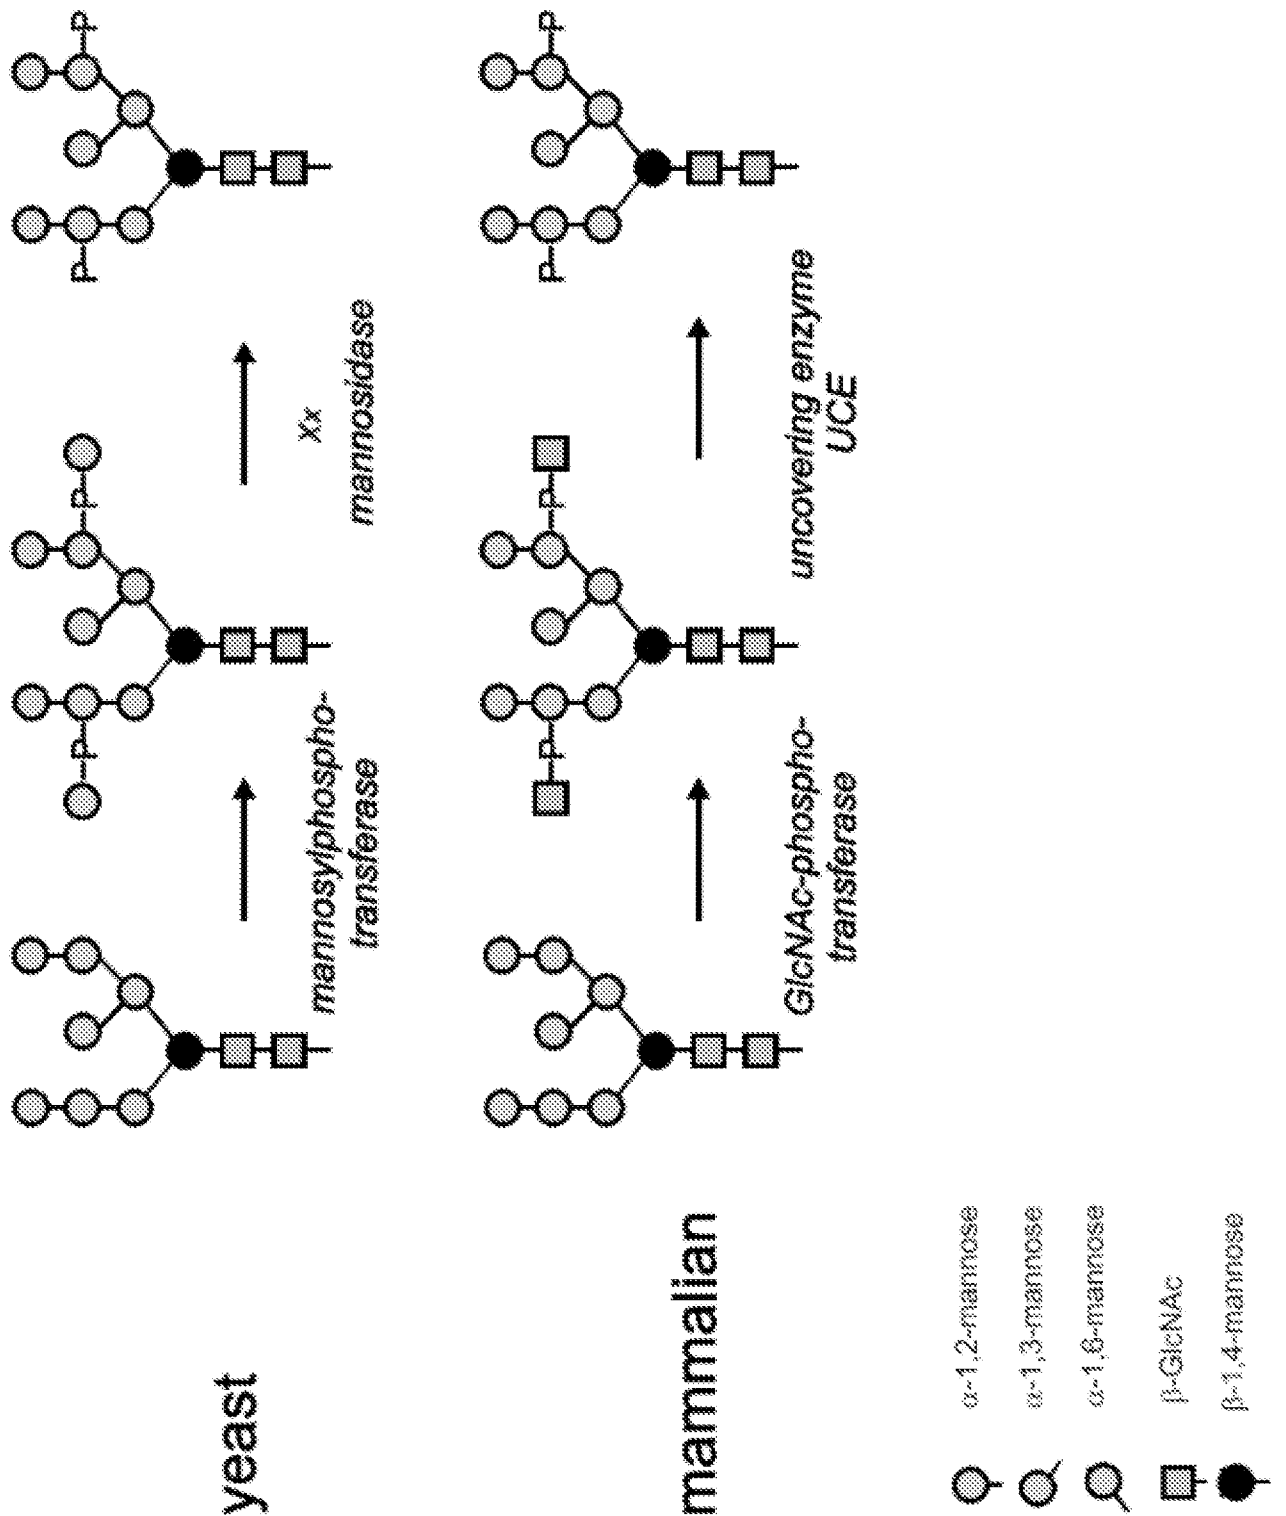 yeast
mannosylphospho-
transferase
Xx
mannosidase
P
P
P
P
mammalian
GlcNAc-phospho-
transferase
uncovering enzyme
UCE
P
P
P
P
α-1,2-mannose
α-1,3-mannose
α-1,6-mannose
β-GlcNAc
β-1,4-mannose